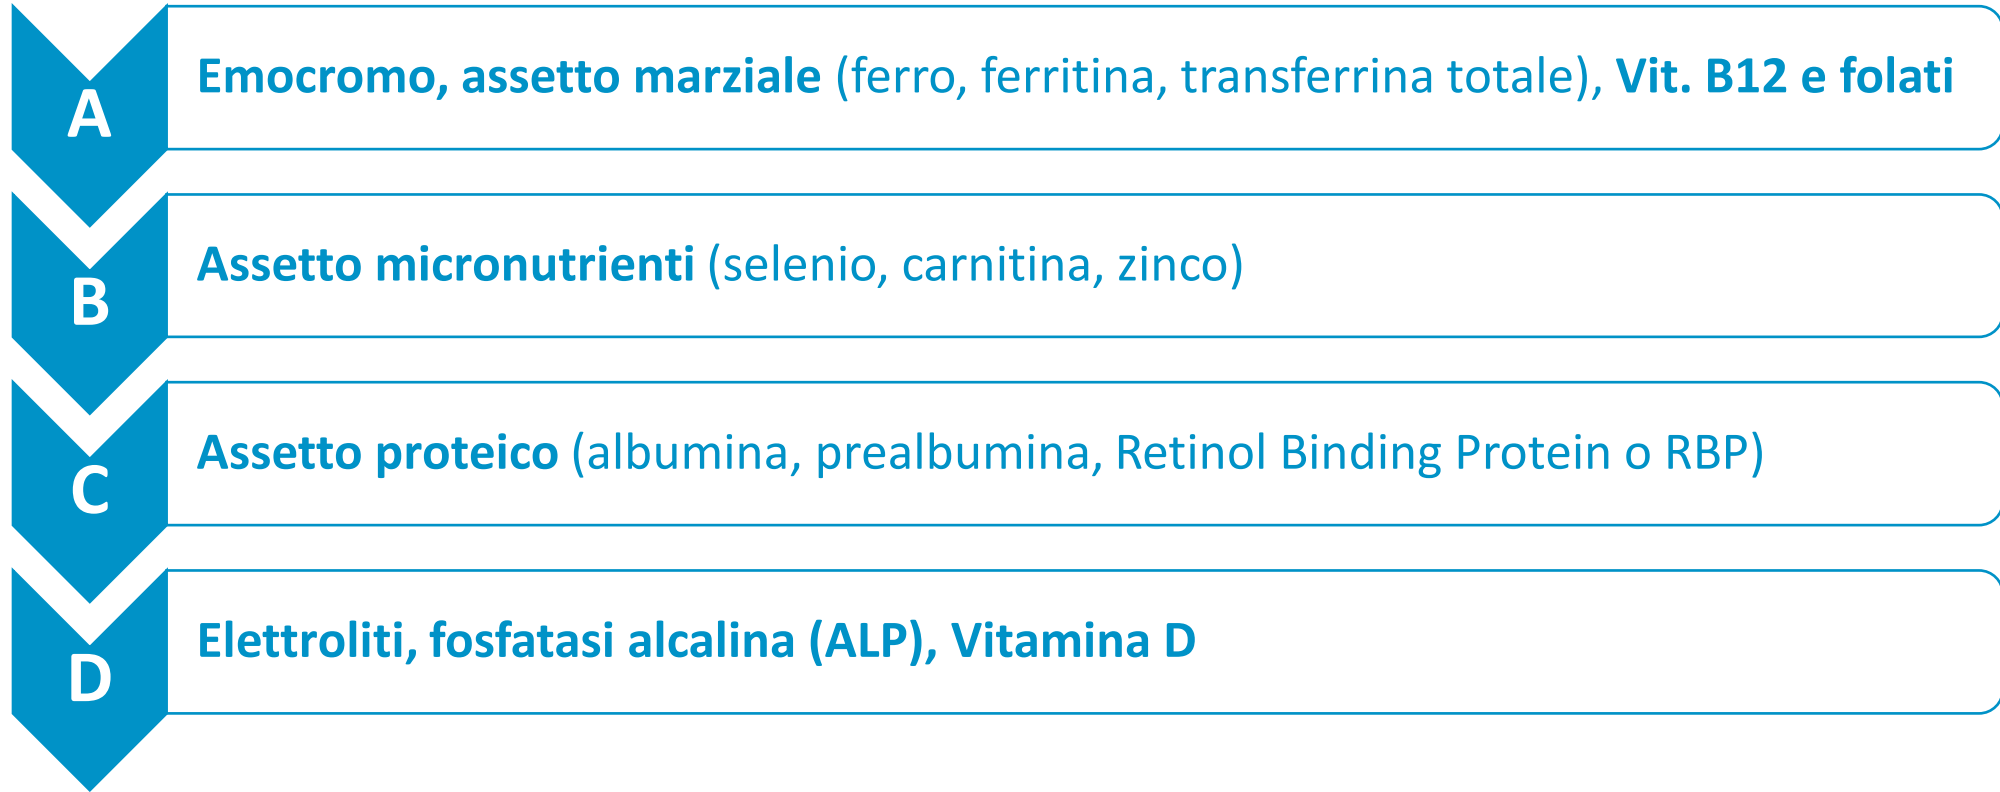 A
Emocromo, assetto marziale (ferro, ferritina, transferrina totale), Vit. B12 e folati
B
Assetto micronutrienti (selenio, carnitina, zinco)
C
Assetto proteico (albumina, prealbumina, Retinol Binding Protein o RBP)
D
Elettroliti, fosfatasi alcalina (ALP), Vitamina D